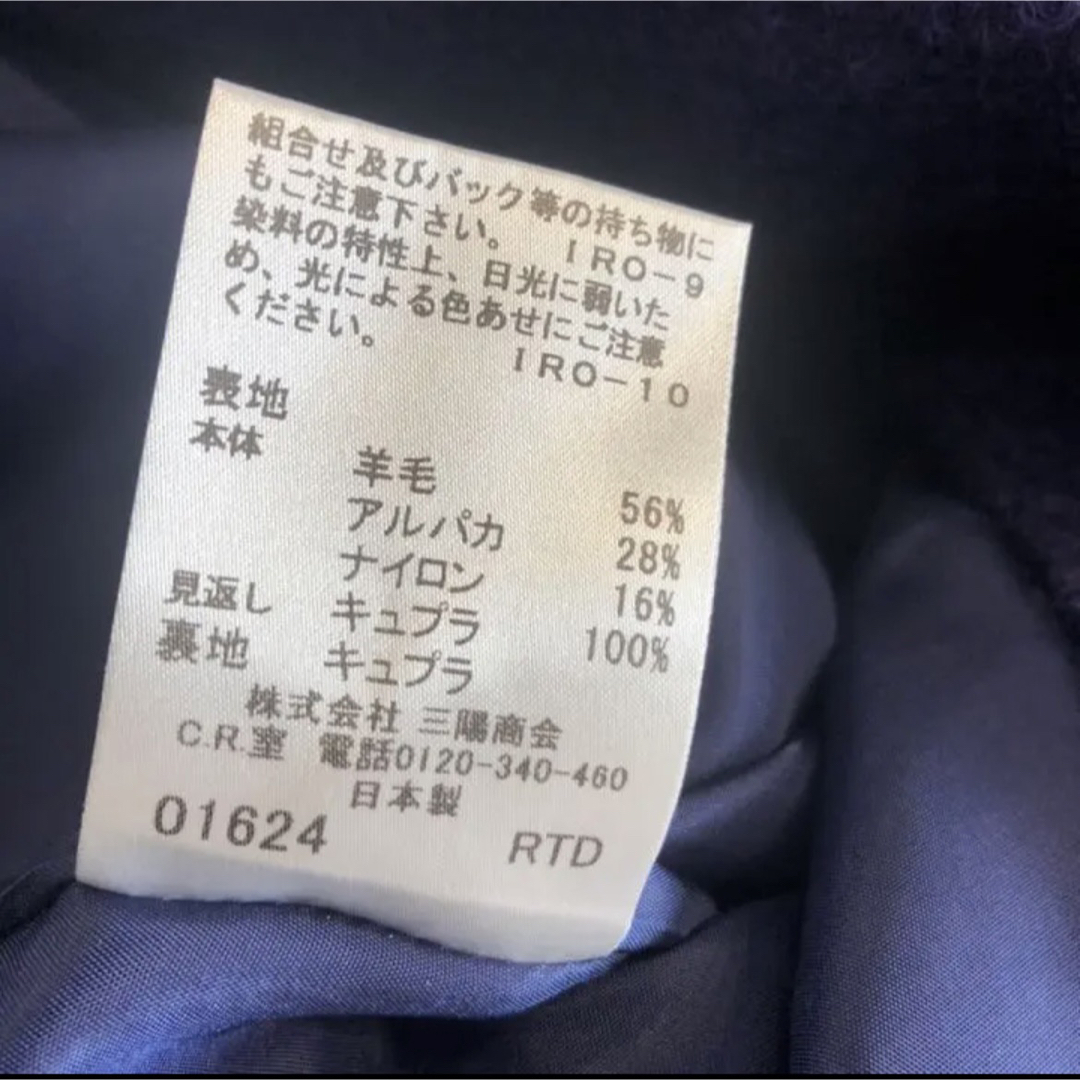 組合せ及びバック等の持ち物に
もご注意下さい。 IRO-9
染料の特性上、日光に弱いた
め、光による色あせにご注意
ください。 IRO-10
表地
本体 羊毛 56%
アルパカ 28%
ナイロン 16%
見返し キュプラ 100%
裏地 キュプラ
株式会社 三陽商会
C.R.室 電話0120-340-460
日本製
01624 RTD